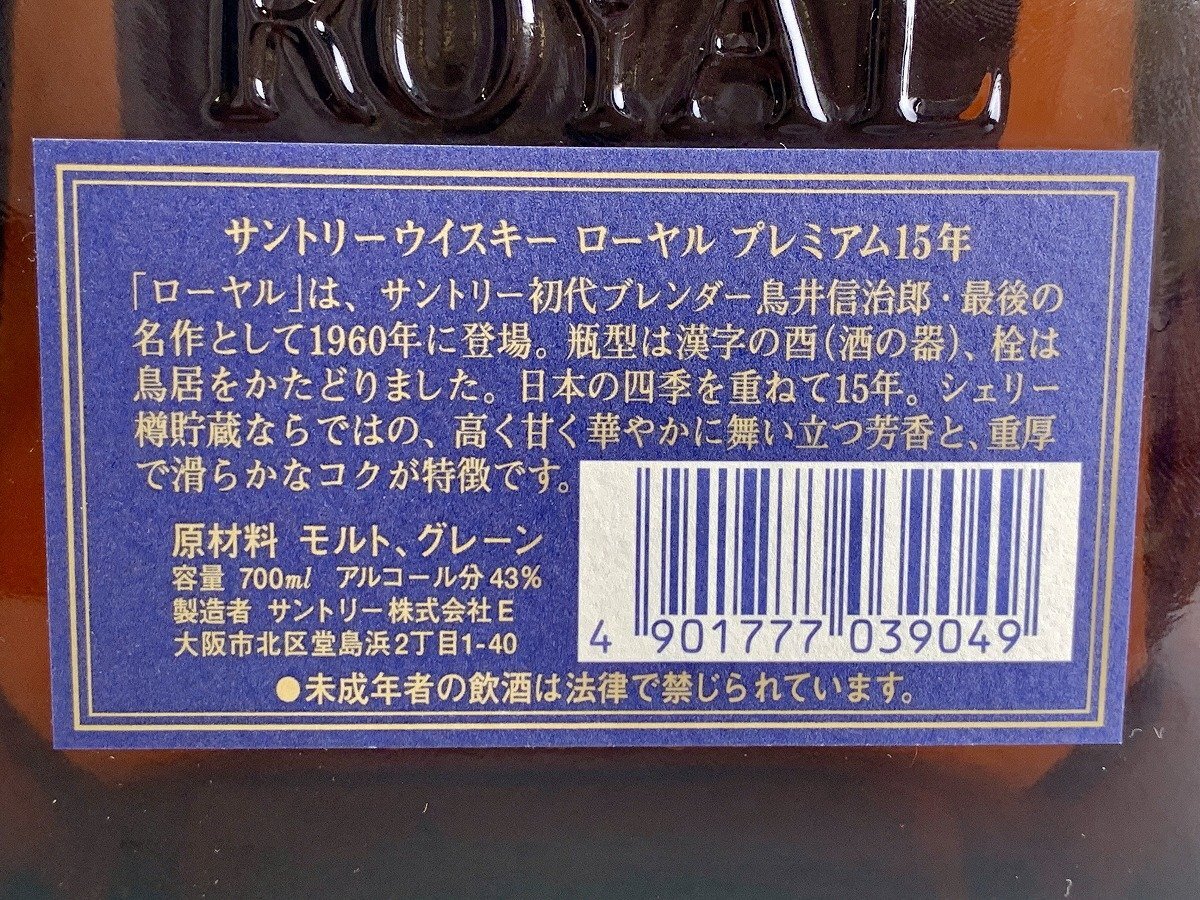 ROYAL
サントリーウイスキー ローヤル プレミアム15年
「ローヤル」は、サントリー初代ブレンダー鳥井信治郎・最後の
名作として1960年に登場。瓶型は漢字の酉(酒の器)、栓は
鳥居をかたどりました。日本の四季を重ねて15年。シェリー
樽貯蔵ならではの、高く甘く華やかに舞い立つ芳香と、重厚
で滑らかなコクが特徴です。
原材料 モルト、グレーン
容量 700ml アルコール分43%
製造者 サントリー株式会社E
大阪市北区堂島浜2丁目1-40
4 901777 039049
●未成年者の飲酒は法律で禁じられています。